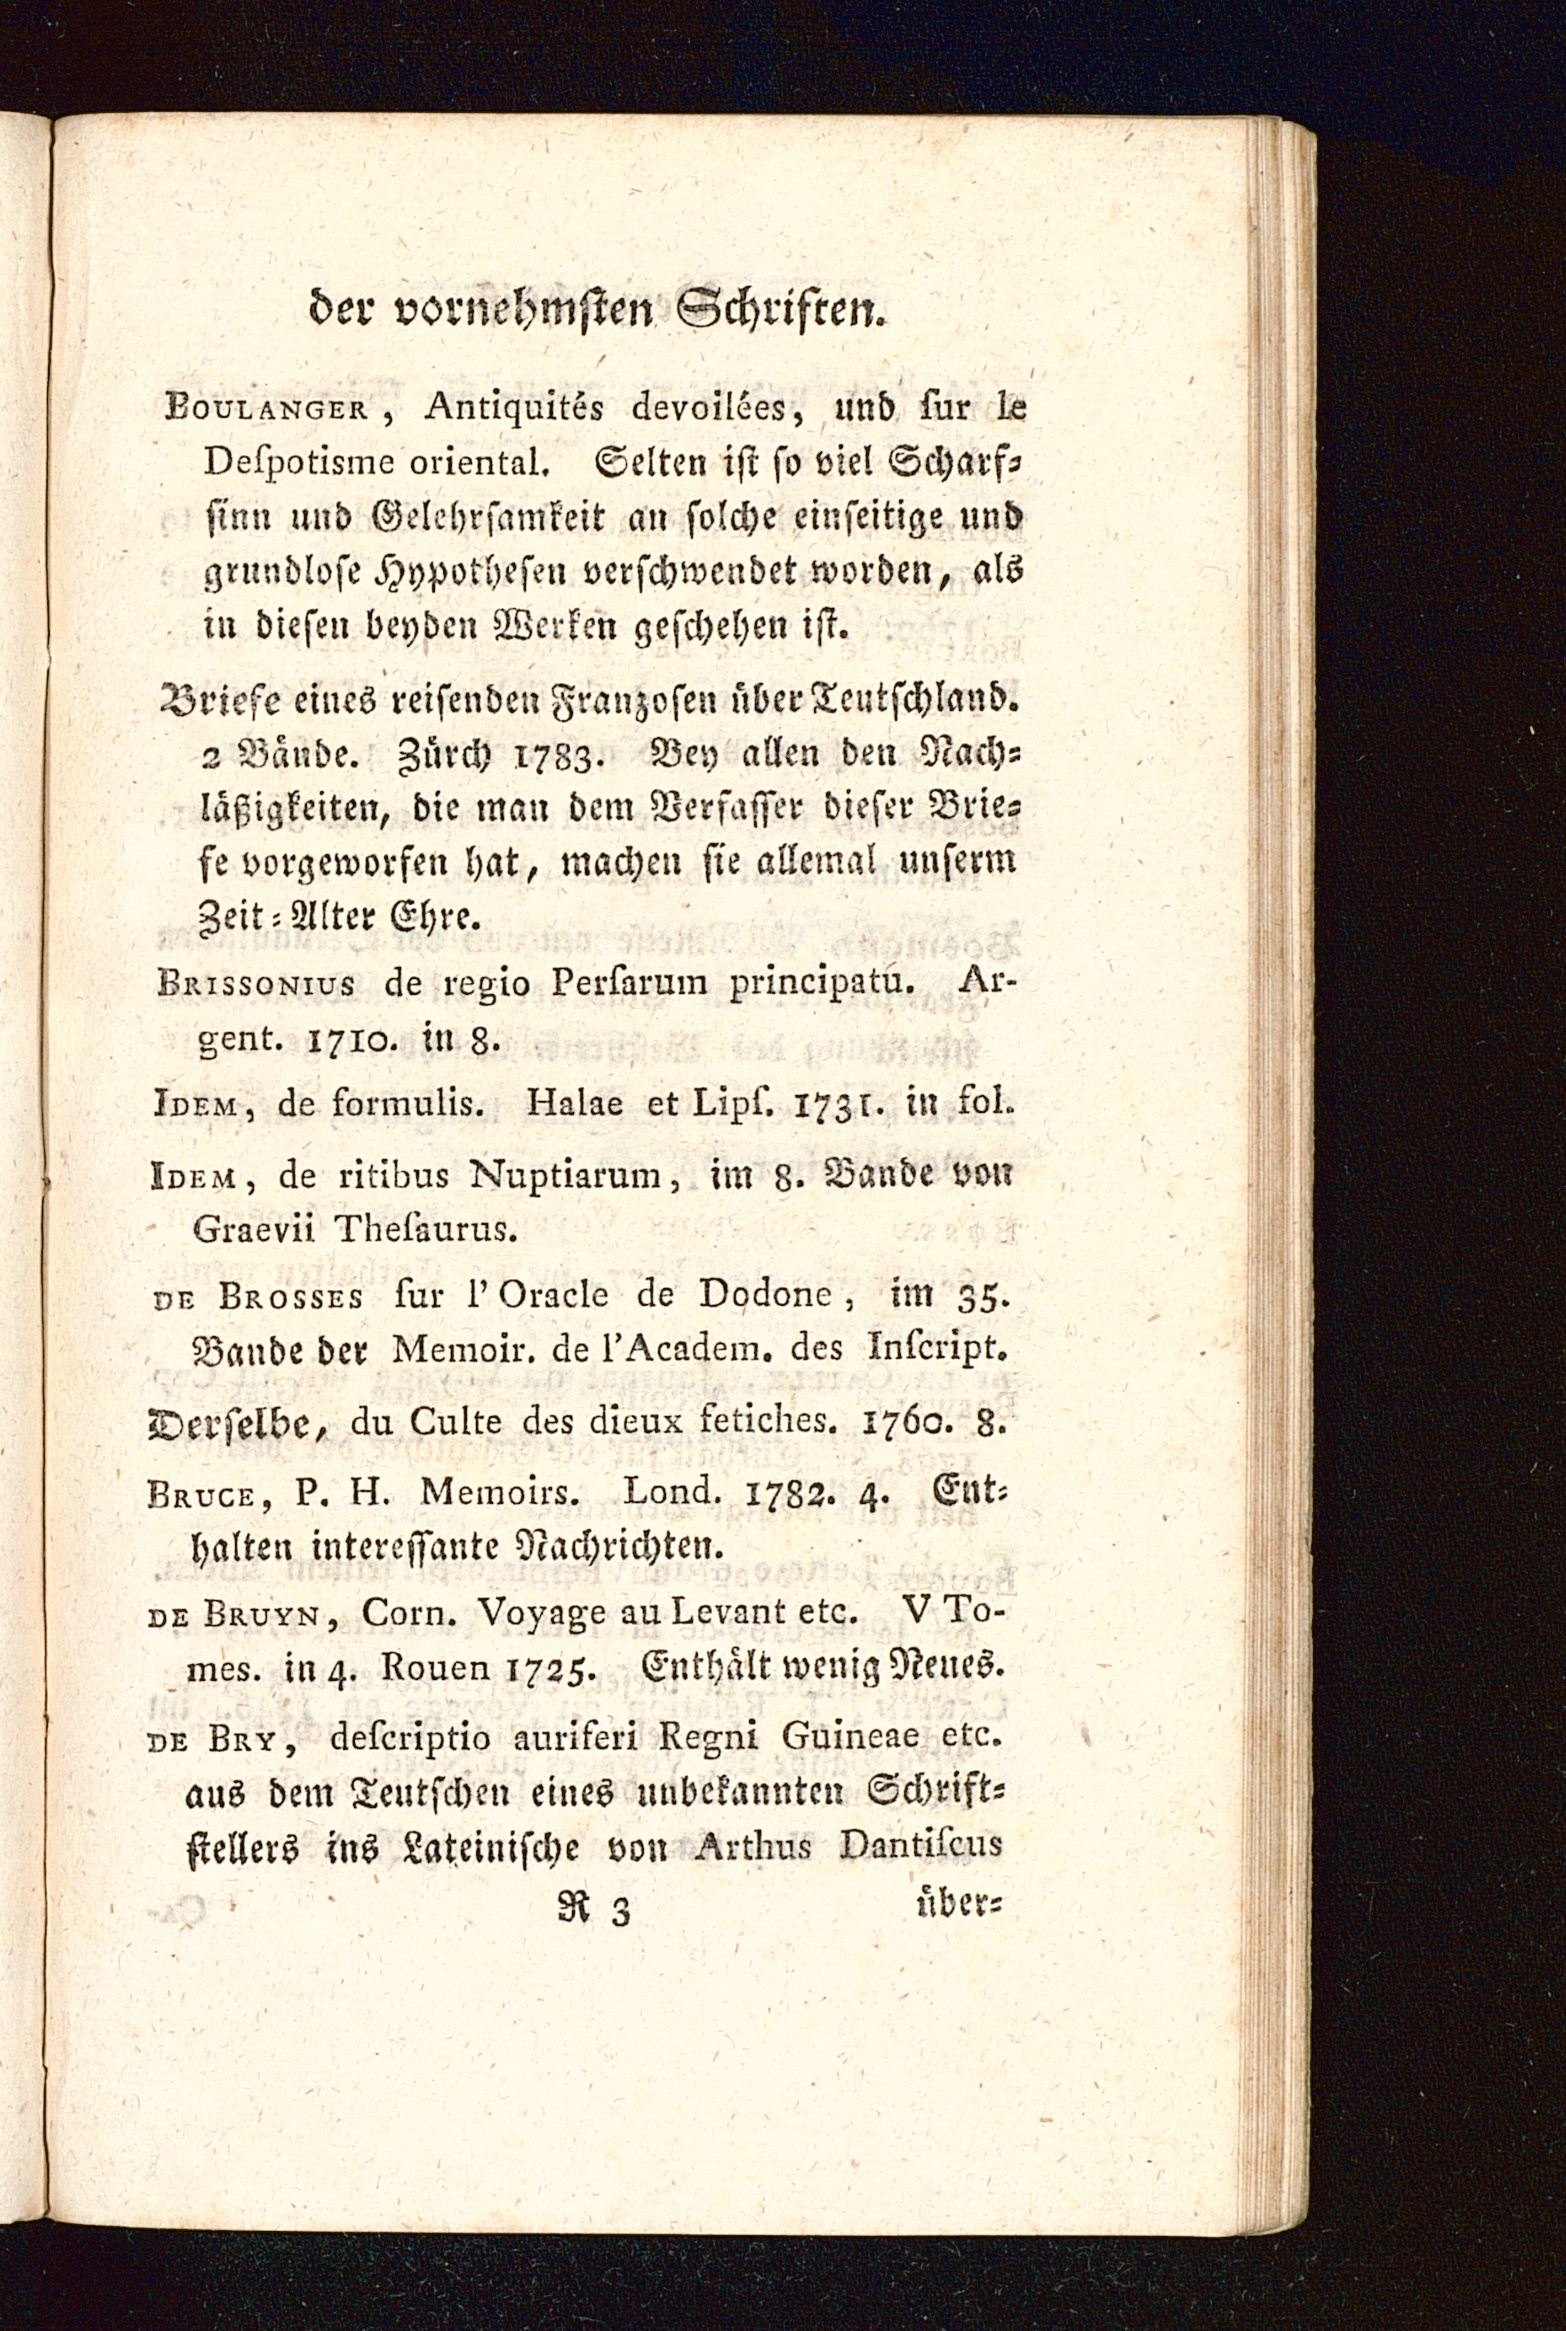 der vornehmſten Schriften.
BOULANGER, Antiquités devoilées, und ſur le
Deſpotisme oriental. Selten iſt ſo viel Scharf⸗
ſinn und Gelehrſamkeit an ſolche einſeitige und
grundloſe Hypotheſen verſchwendet worden, als
in dieſen beyden Werken geſchehen iſt.
Briefe eines reiſenden Franzoſen über Teutſchland.
2 Bände. Zürch 1783. Bey allen den Nach⸗
läßigkeiten, die man dem Verfaſſer dieſer Brie⸗
fe vorgeworfen hat, machen ſie allemal unſerm
Zeit⸗Alter Ehre.
BRISSONIUS de regio Perſarum principatu. Ar-
gent. 1710. in 8.
IDEM, de formulis. Halae et Lipſ. 1731. in fol.
IDEM, de ritibus Nuptiarum, im 8. Bande von
Graevii Theſaurus.
DE BROSSES ſur l'Oracle de Dodone, im 35.
Bande der Memoir. de l'Academ. des Inſcript.
Derſelbe, du Culte des dieux fetiches. 1760. 8.
BRUCE, P. H. Memoirs. Lond. 1782. 4. Ent⸗
halten intereſſante Nachrichten.
DE BRUYN, Corn. Voyage au Levant etc. V To-
mes. in 4. Rouen 1725. Enthält wenig Neues.
DE BRY, deſcriptio auriferi Regni Guineae etc.
aus dem Teutſchen eines unbekannten Schrift⸗
ſtellers ins Lateiniſche von Arthus Dantiſcus
R 3 über⸗